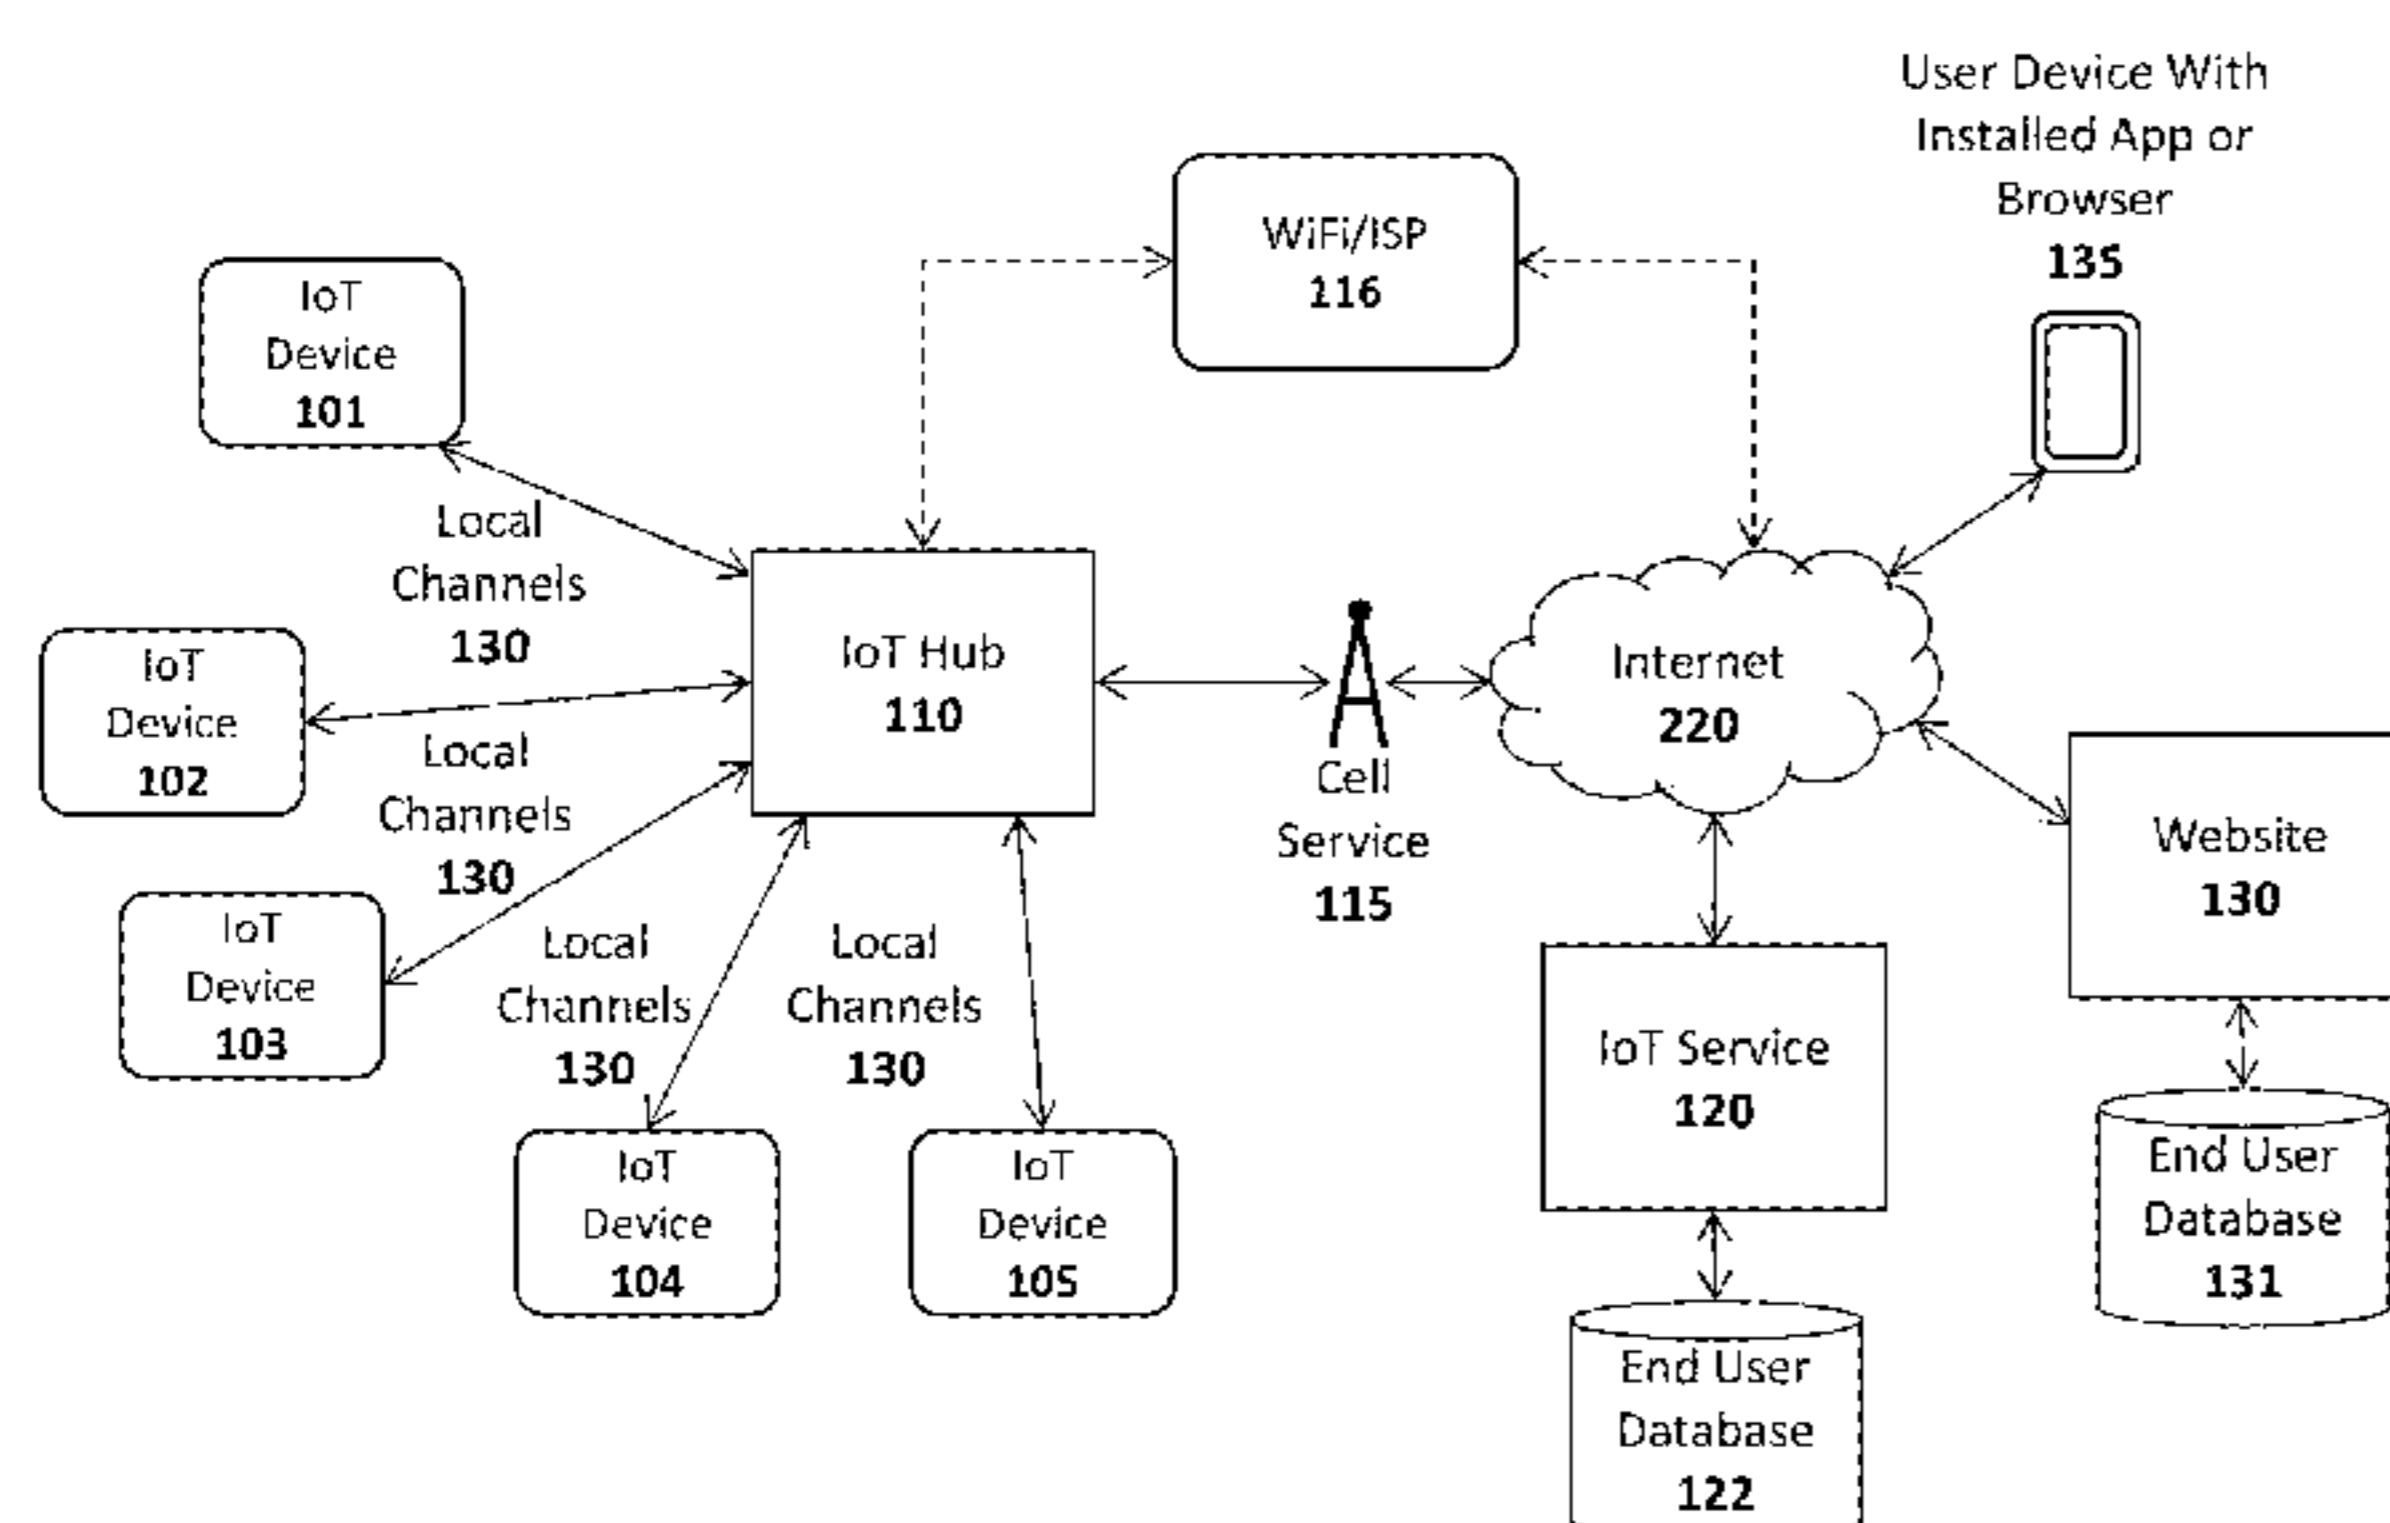 User Device With
Installed App or
Browser
135
WiFi/ISP
116
IoT
Device
101
Local
Channels
130
IoT
Device
102
IoT Hub
110
Internet
220
Local
Channels
130
Cell
Service
115
Website
130
IoT
Device
103
Local
Channels
130
Local
Channels
130
IoT Service
120
IoT
Device
104
IoT
Device
105
End User
Database
131
End User
Database
122